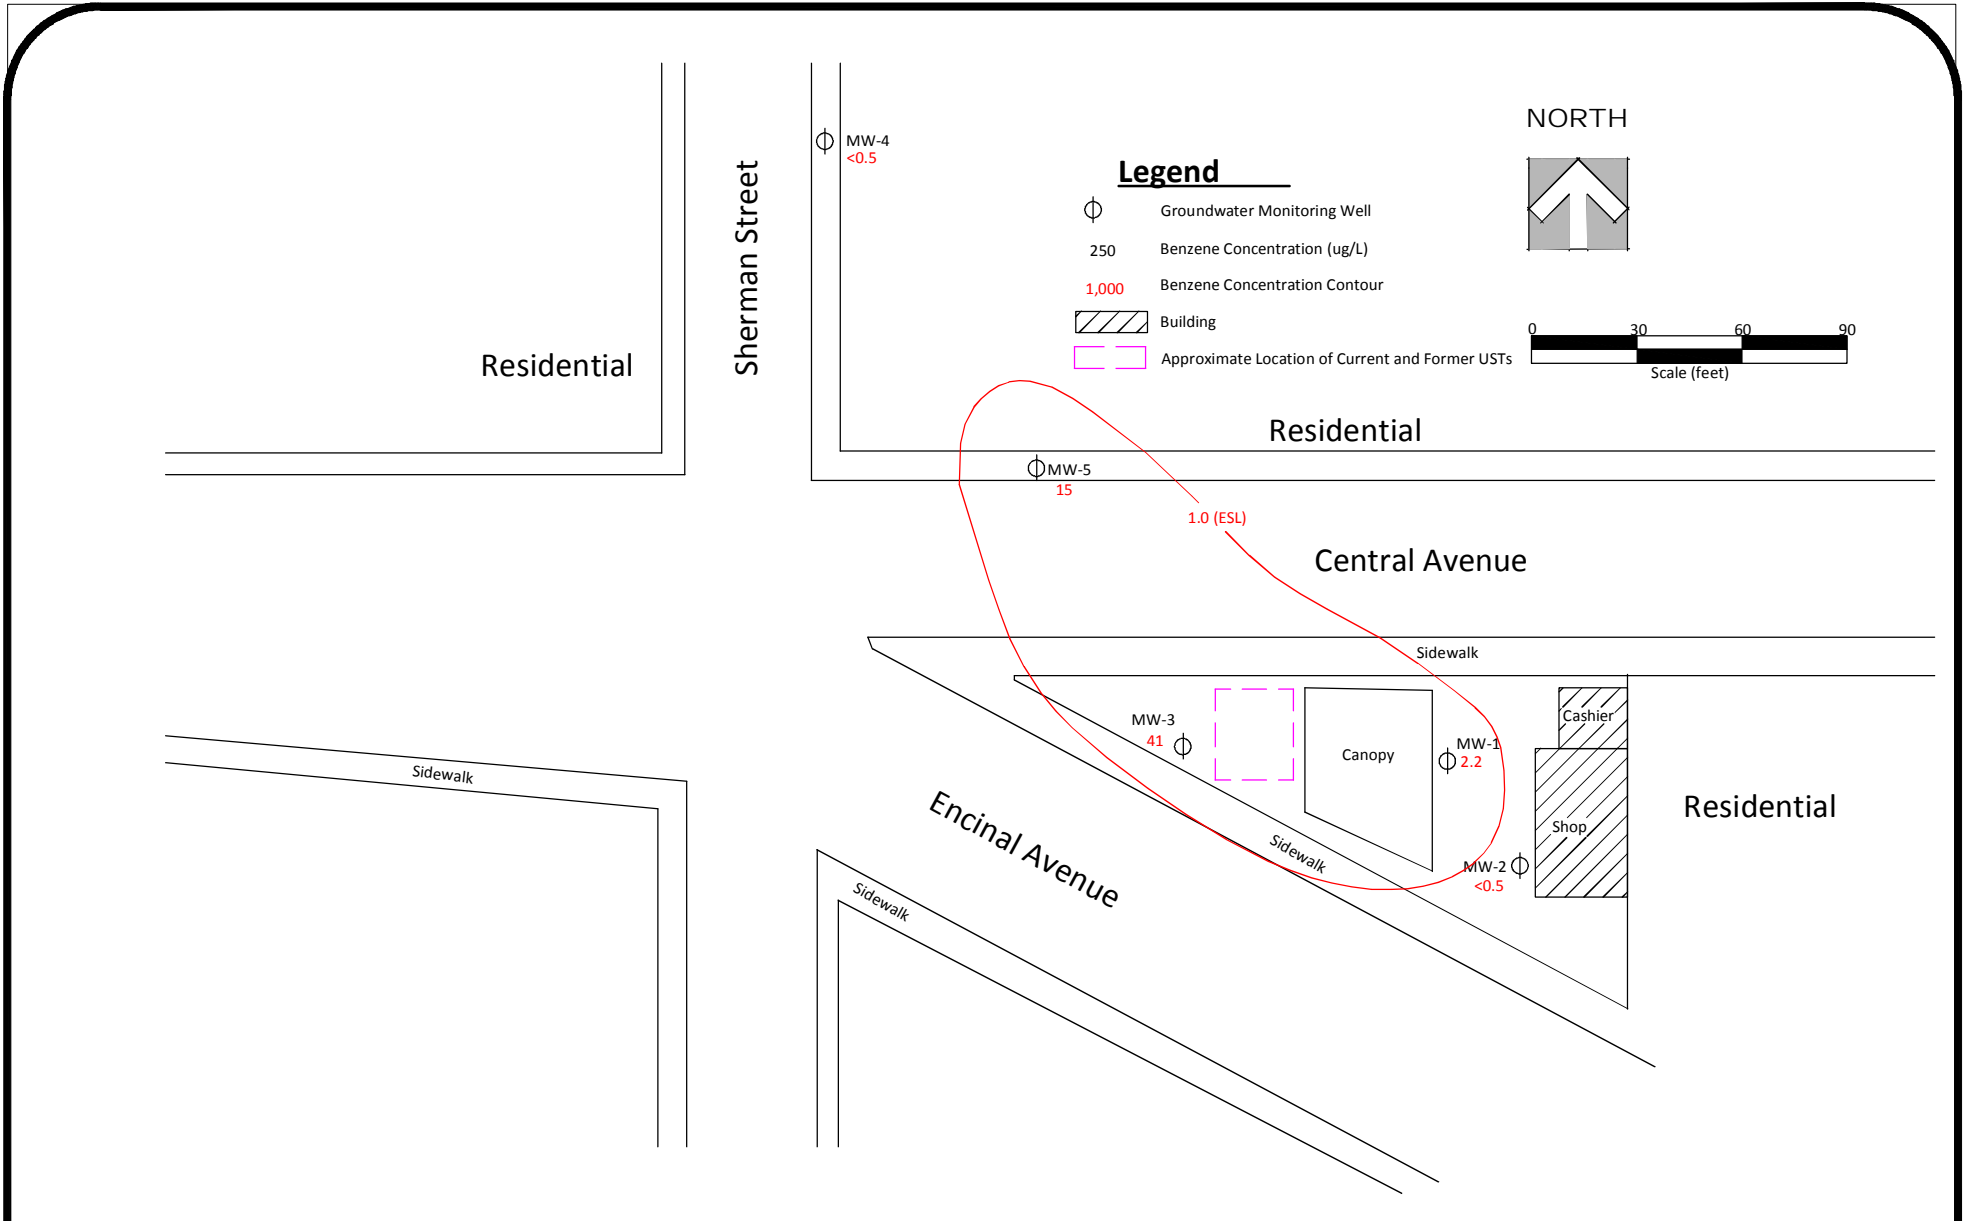 NORTH
MW-4
<0.5
Legend
Groundwater Monitoring Well
250 Benzene Concentration (ug/L)
1,000 Benzene Concentration Contour
Building
Approximate Location of Current and Former USTs
0 30 60 90
Scale (feet)
Sherman Street
Residential
Residential
MW-5
15
1.0 (ESL)
Central Avenue
Sidewalk
MW-3
41
Canopy
MW-1
2.2
Cashier
Shop
Residential
Sidewalk
Encinal Avenue
Sidewalk
MW-2
<0.5
Sidewalk